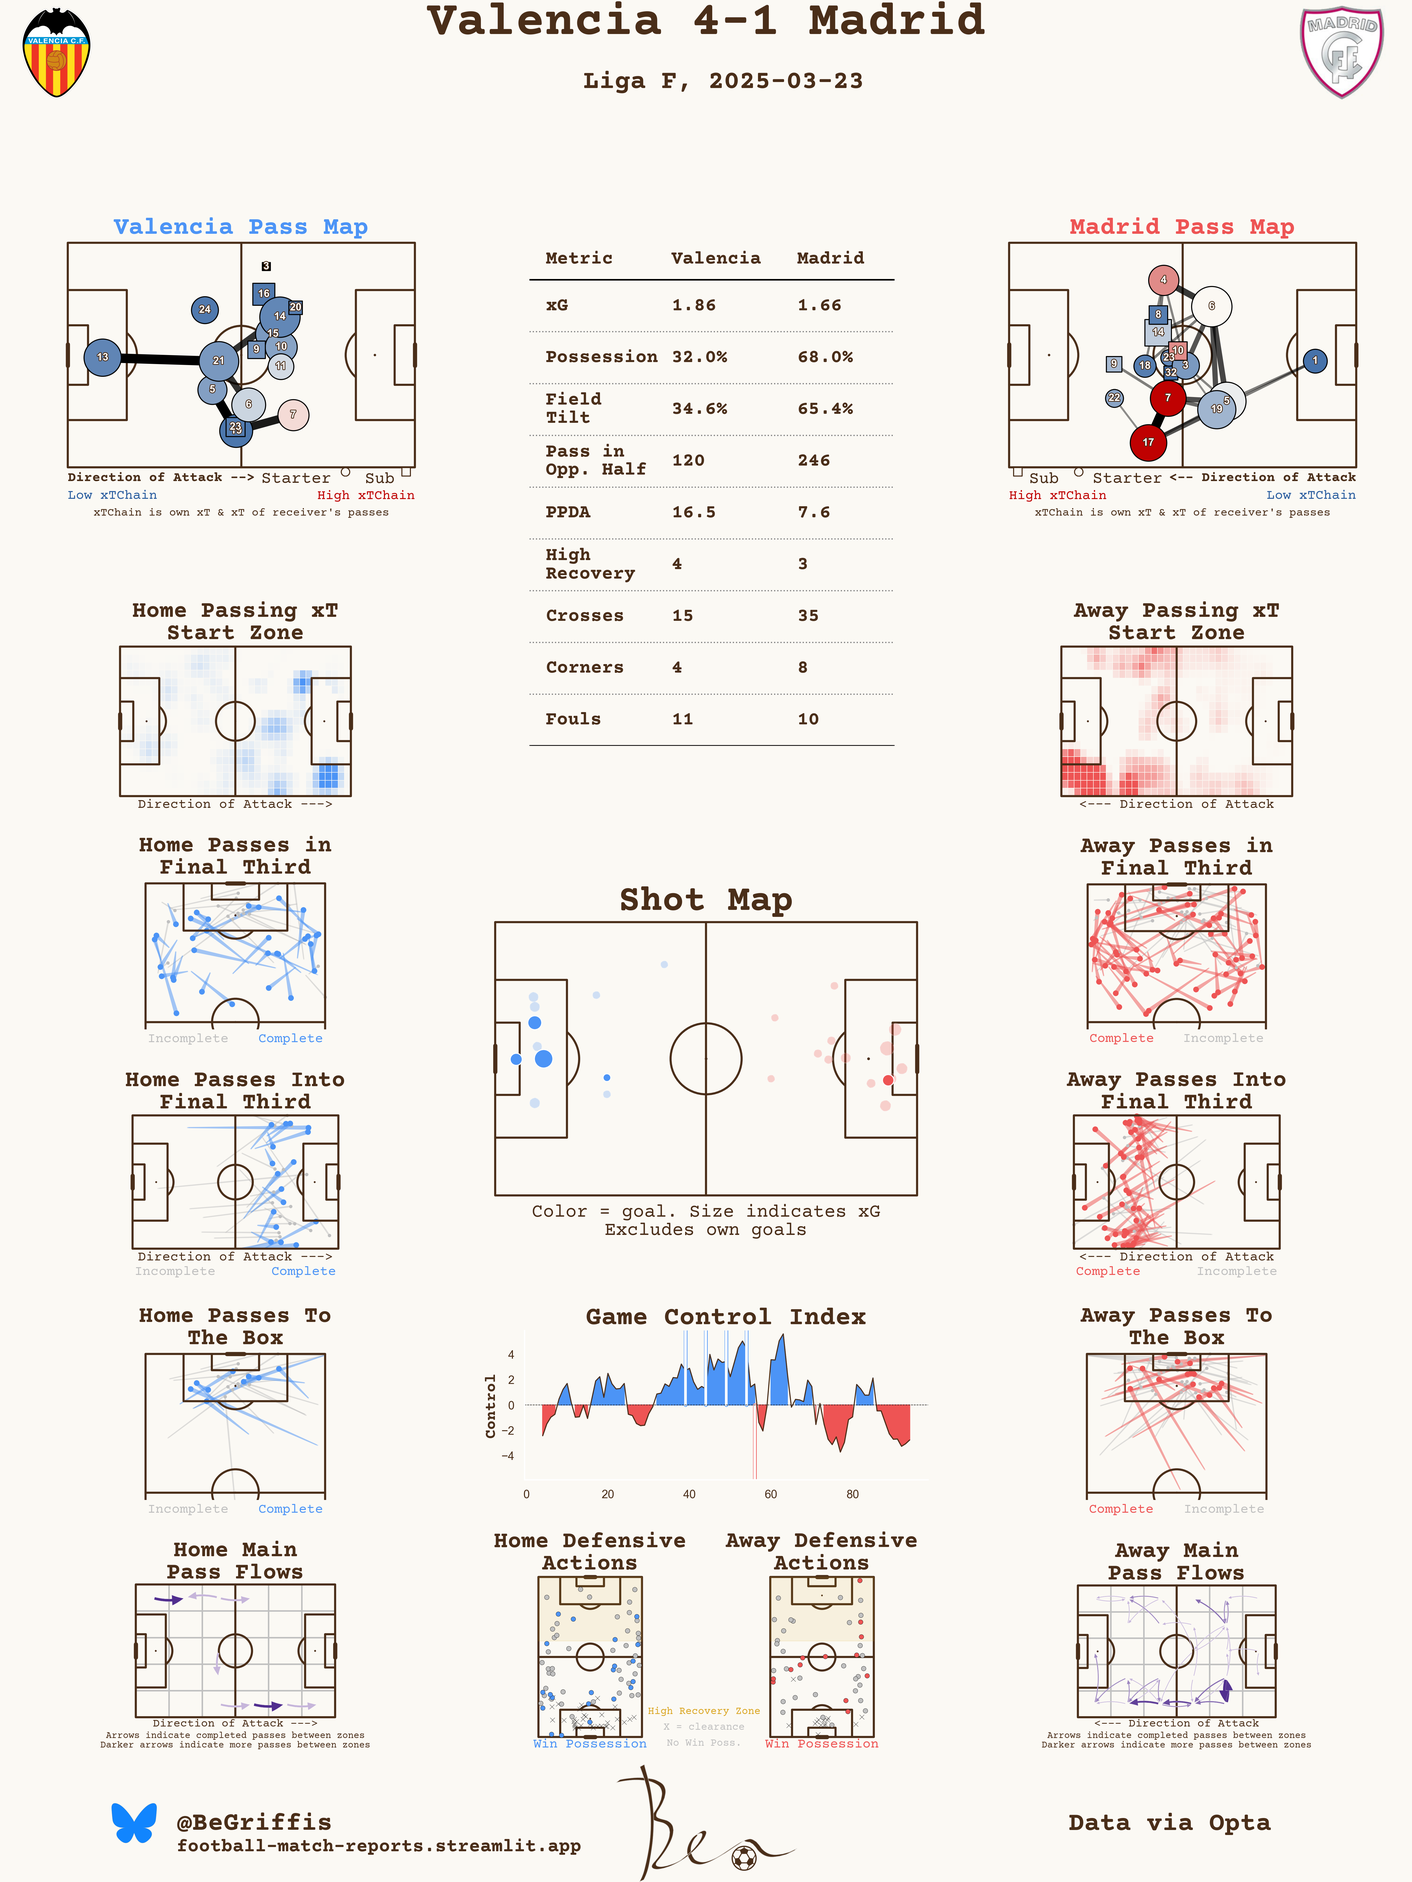 Valencia 4-1 Madrid
Liga F, 2025-03-23
VALENCIA C.F.
MADRID
CFF
Valencia Pass Map
3
16
20
24
14
15
13
21
9
10
11
5
6
7
23
Direction of Attack --> Starter Sub
Low xTChain High xTChain
xTChain is own xT & xT of receiver's passes
Metric Valencia Madrid
xG 1.86 1.66
Possession 32.0% 68.0%
Field
Tilt 34.6% 65.4%
Pass in
Opp. Half 120 246
PPDA 16.5 7.6
High
Recovery 4 3
Crosses 15 35
Corners 4 8
Fouls 11 10
Madrid Pass Map
4
6
8
14
10
9
18
23
32
3
1
22
7
5
19
17
Sub Starter <-- Direction of Attack
High xTChain Low xTChain
xTChain is own xT & xT of receiver's passes
Home Passing xT
Start Zone
Direction of Attack --->
Away Passing xT
Start Zone
<--- Direction of Attack
Home Passes in
Final Third
Incomplete Complete
Away Passes in
Final Third
Complete Incomplete
Shot Map
Color = goal. Size indicates xG
Excludes own goals
Home Passes Into
Final Third
Direction of Attack --->
Incomplete Complete
Away Passes Into
Final Third
<--- Direction of Attack
Complete Incomplete
Home Passes To
The Box
Incomplete Complete
Game Control Index
Control
4
2
0
−2
−4
0 20 40 60 80
Away Passes To
The Box
Complete Incomplete
Home Main
Pass Flows
Direction of Attack --->
Arrows indicate completed passes between zones
Darker arrows indicate more passes between zones
Home Defensive
Actions
Win Possession
High Recovery Zone
X = clearance
No Win Poss.
Away Defensive
Actions
Win Possession
Away Main
Pass Flows
<--- Direction of Attack
Arrows indicate completed passes between zones
Darker arrows indicate more passes between zones
@BeGriffis
football-match-reports.streamlit.app
Ben
Data via Opta